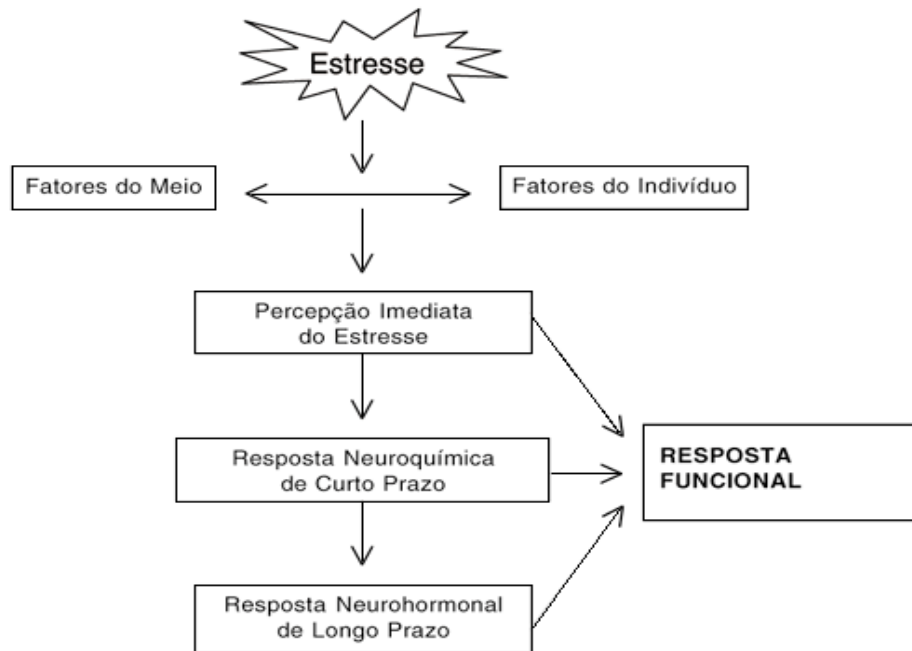 Estresse
Fatores do Meio
Fatores do Indivíduo
Percepção Imediata
do Estresse
Resposta Neuroquímica
de Curto Prazo
RESPOSTA
FUNCIONAL
Resposta Neurohormonal
de Longo Prazo